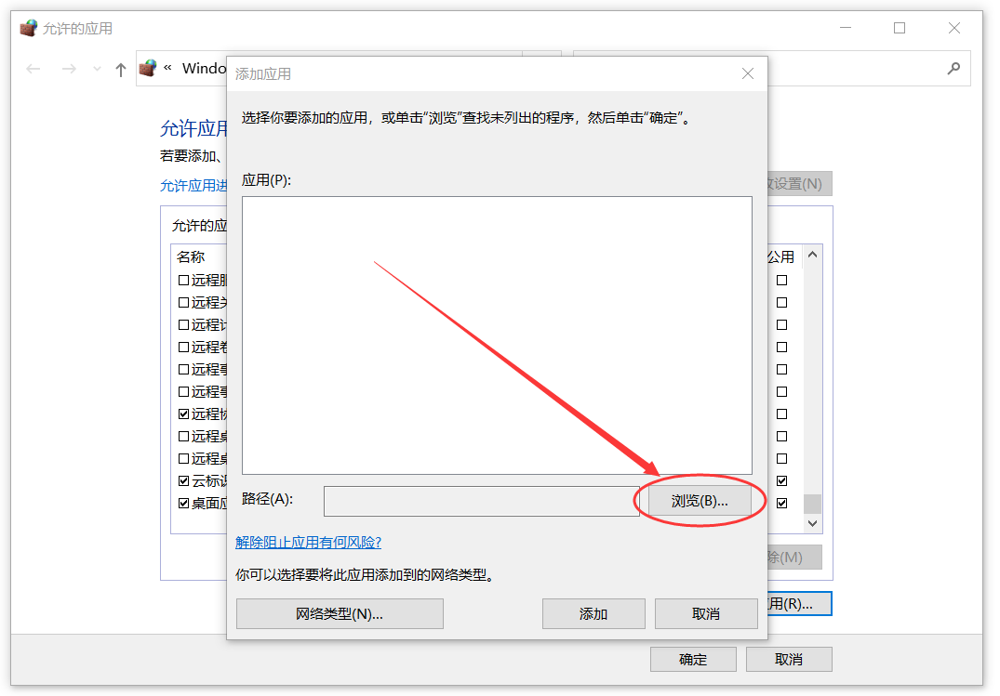 允许的应用
« Windo
添加应用
选择你要添加的应用，或单击“浏览”查找未列出的程序，然后单击“确定”。
允许应用
若要添加、
应用(P):
允许应用进
设置(N)
允许的应
名称
公用
远程
远程关
远程计
远程卷
远程事
远程事
远程协
远程桌
远程桌
云标识
桌面应
路径(A):
浏览(B)...
解除阻止应用有何风险?
除(M)
你可以选择要将此应用添加到的网络类型。
用(R)...
网络类型(N)...
添加
取消
确定
取消